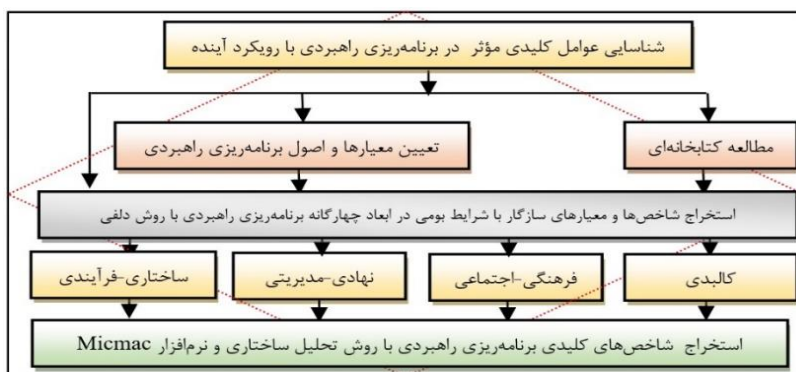 شناسایی عوامل کلیدی مؤثر در برنامه‌ریزی راهبردی با رویکرد آینده
مطالعه کتابخانه‌ای
تعیین معیارها و اصول برنامه‌ریزی راهبردی
استخراج شاخص‌ها و معیارهای سازگار با شرایط بومی در ابعاد چهارگانه برنامه‌ریزی راهبردی با روش دلفی
کالبدی
فرهنگی-اجتماعی
نهادی-مدیریتی
ساختاری-فرآیندی
استخراج شاخص‌های کلیدی برنامه‌ریزی راهبردی با روش تحلیل ساختاری و نرم‌افزار Micmac